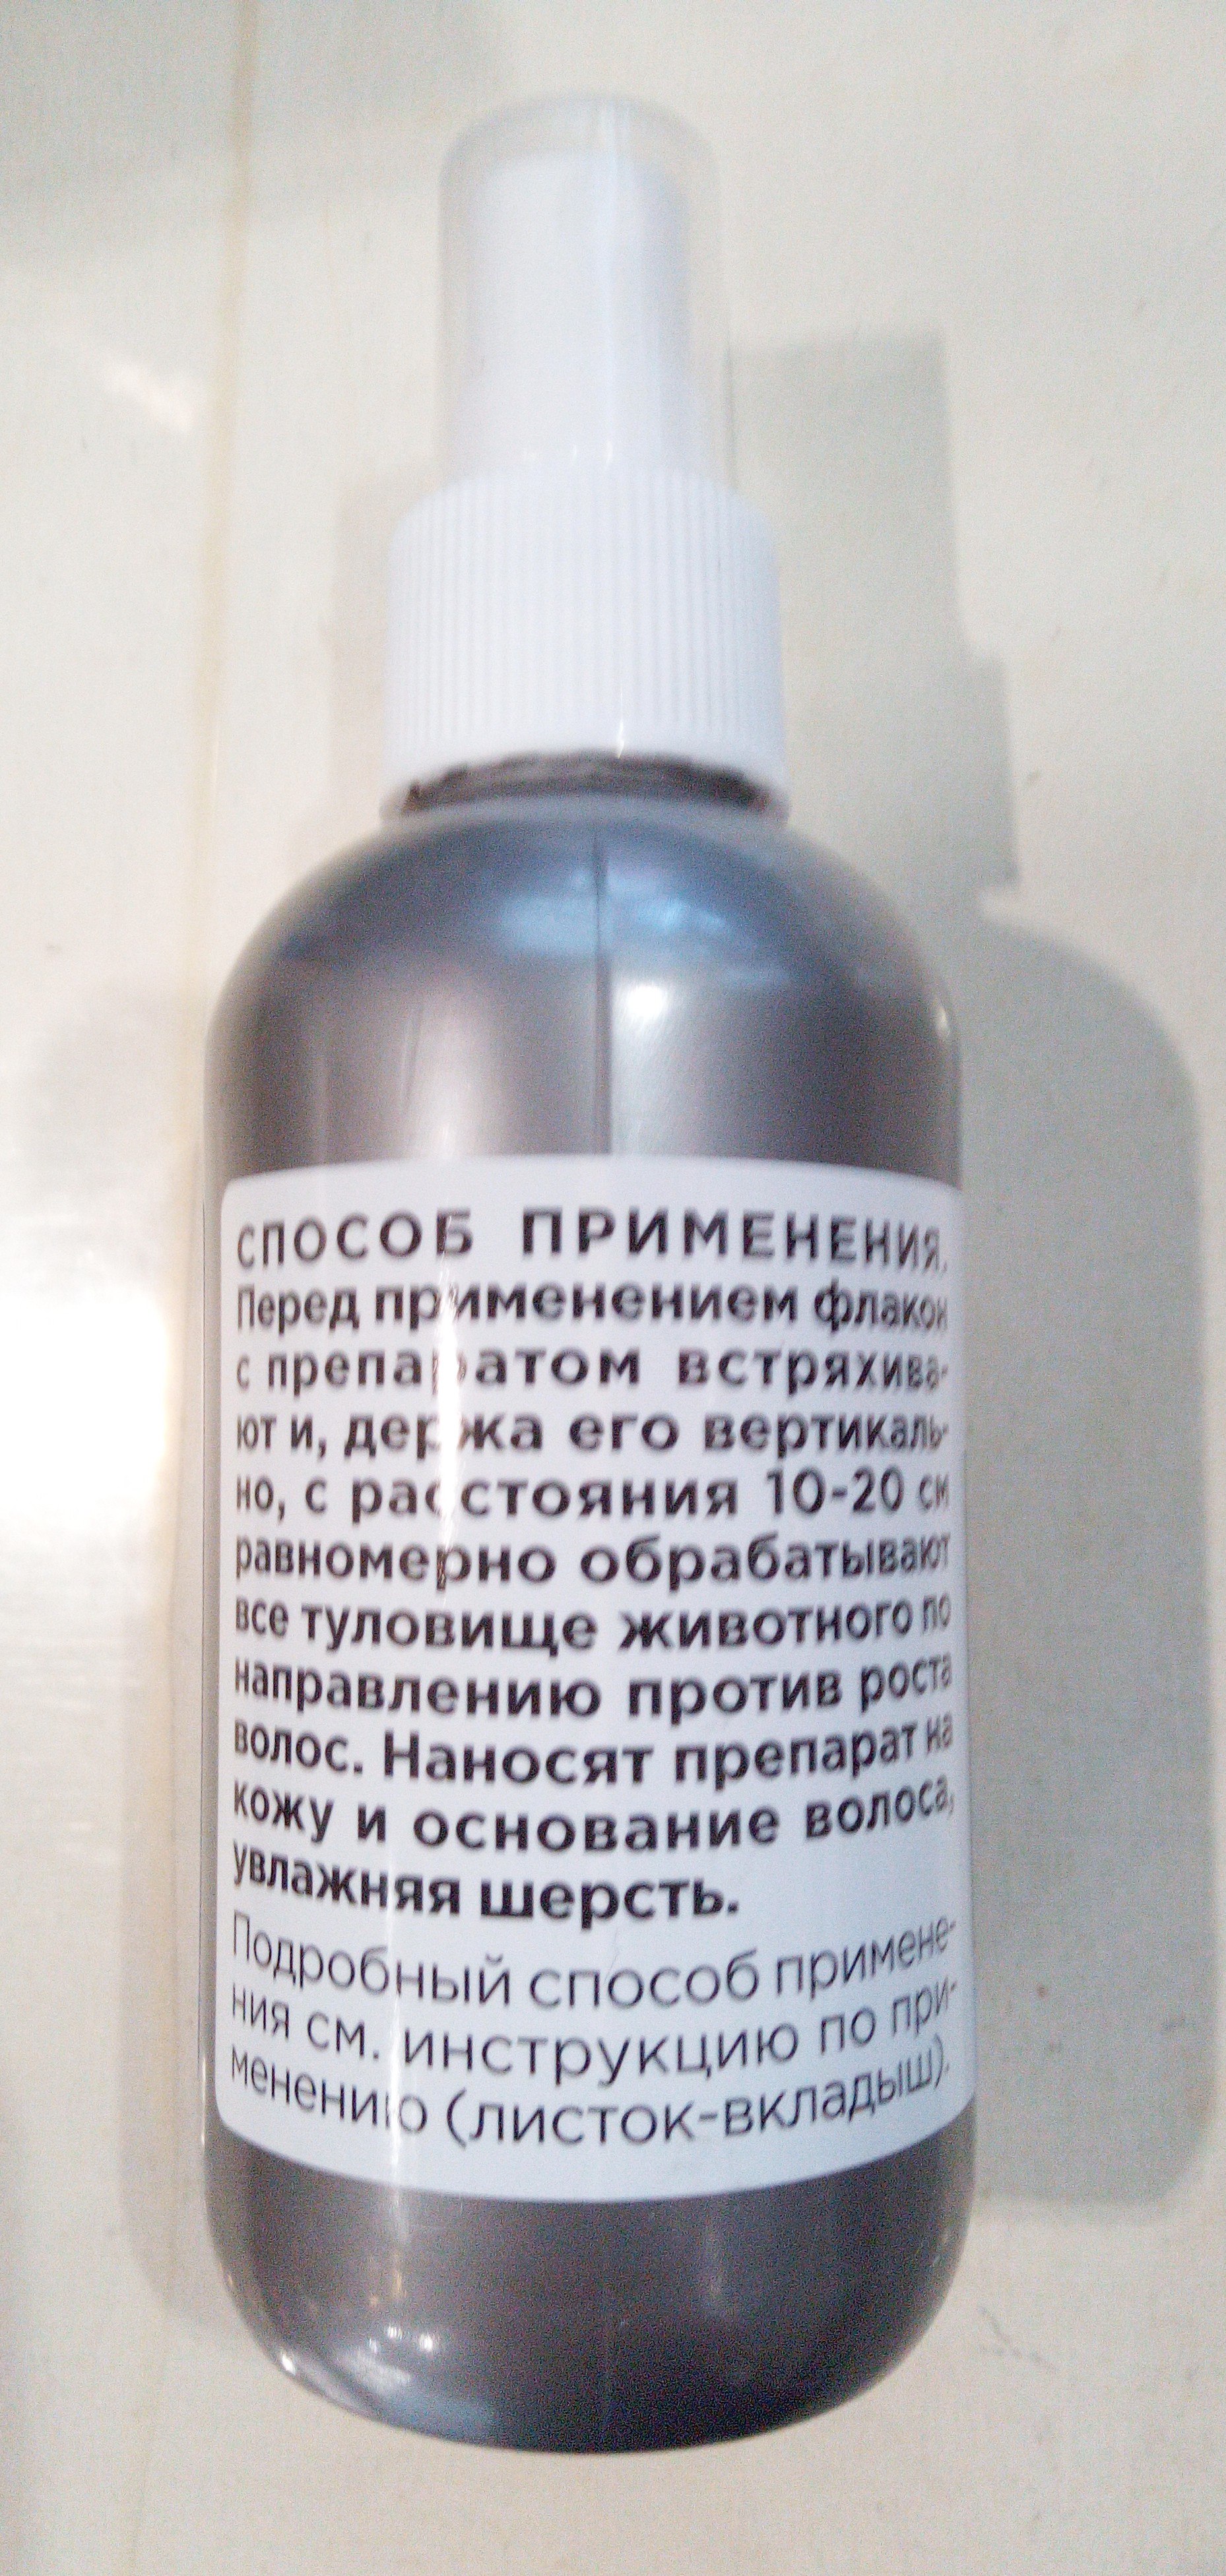 СПОСОБ ПРИМЕНЕНИЯ.
Перед применением флакон
с препаратом встряхива-
ют и, держа его вертикаль-
но, с расстояния 10-20 см
равномерно обрабатывают
все туловище животного по
направлению против роста
волос. Наносят препарат на
кожу и основание волоса,
увлажняя шерсть.
Подробный способ примене-
ния см. инструкцию по при-
менению (листок-вкладыш).